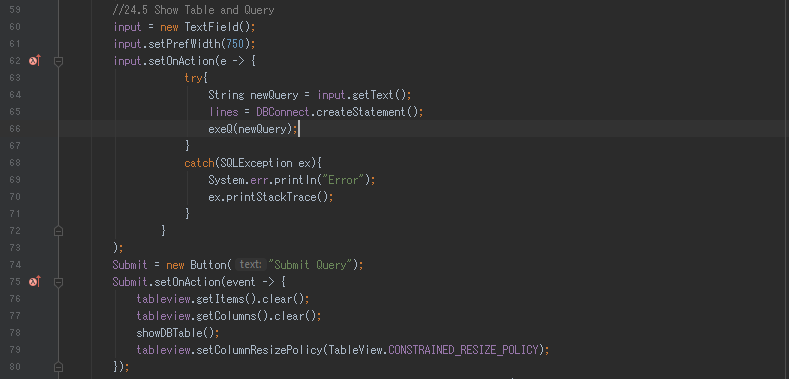 59 //24.5 Show Table and Query
60 input = new TextField();
61 input.setPrefWidth(750);
62 input.setOnAction(e -> {
63 try{
64 String newQuery = input.getText();
65 lines = DBConnect.createStatement();
66 exeQ(newQuery);
67 }
68 catch(SQLException ex){
69 System.err.println("Error");
70 ex.printStackTrace();
71 }
72 }
73 );
74 Submit = new Button( text: "Submit Query");
75 Submit.setOnAction(event -> {
76 tableview.getItems().clear();
77 tableview.getColumns().clear();
78 showDBTable();
79 tableview.setColumnResizePolicy(TableView.CONSTRAINED_RESIZE_POLICY);
80 });